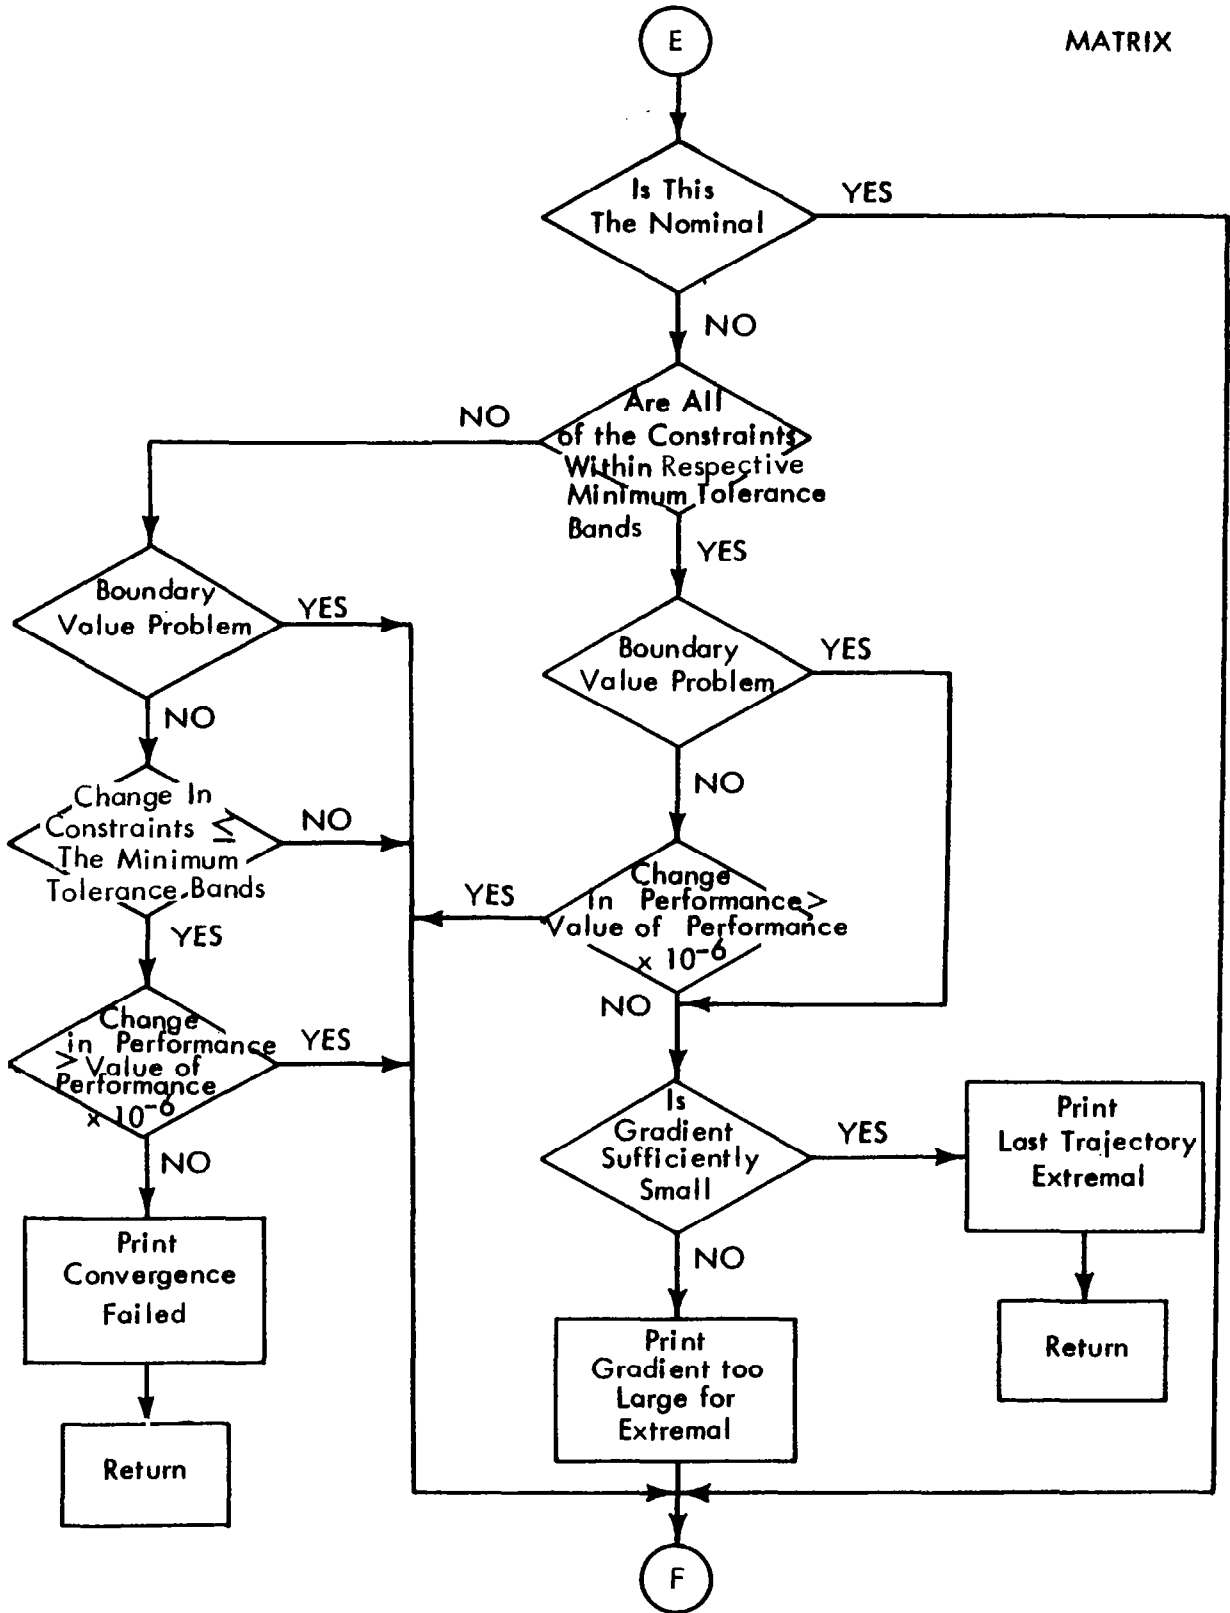 E
MATRIX
Is This
The Nominal
YES
NO
Are All
of the Constraints
Within Respective
Minimum Tolerance
Bands
NO
YES
Boundary
Value Problem
YES
NO
Boundary
Value Problem
YES
NO
Change In
Constraints ≤
The Minimum
Tolerance Bands
NO
YES
Change
In Performance >
Value of Performance
x 10⁻⁶
YES
NO
Change
in Performance
> Value of
Performance
x 10⁻⁶
YES
NO
Is
Gradient
Sufficiently
Small
YES
NO
Print
Last Trajectory
Extremal
Return
Print
Convergence
Failed
Return
Print
Gradient too
Large for
Extremal
F